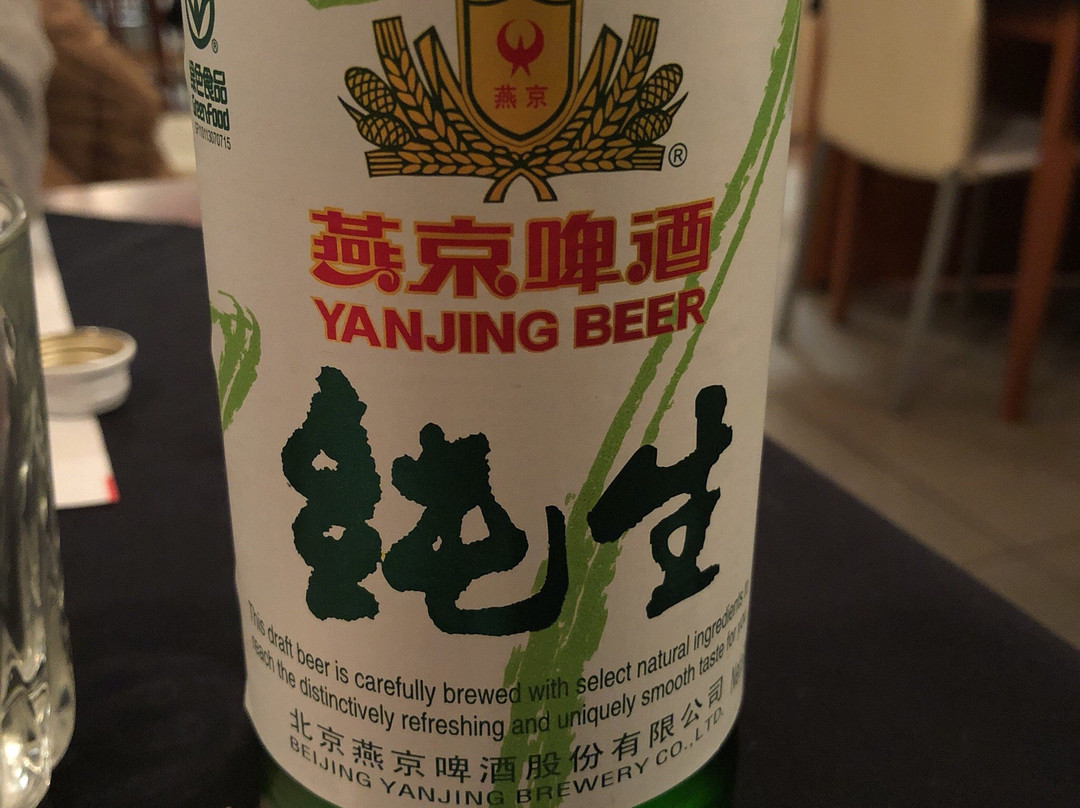 绿色食品
GreenFood
燕京
®
燕京啤酒
YANJING BEER
纯生
This draft beer is carefully brewed with select natural ingredients
reach the distinctively refreshing and uniquely smooth taste for
北京燕京啤酒股份有限公司
BEIJING YANJING BREWERY CO.,LTD.